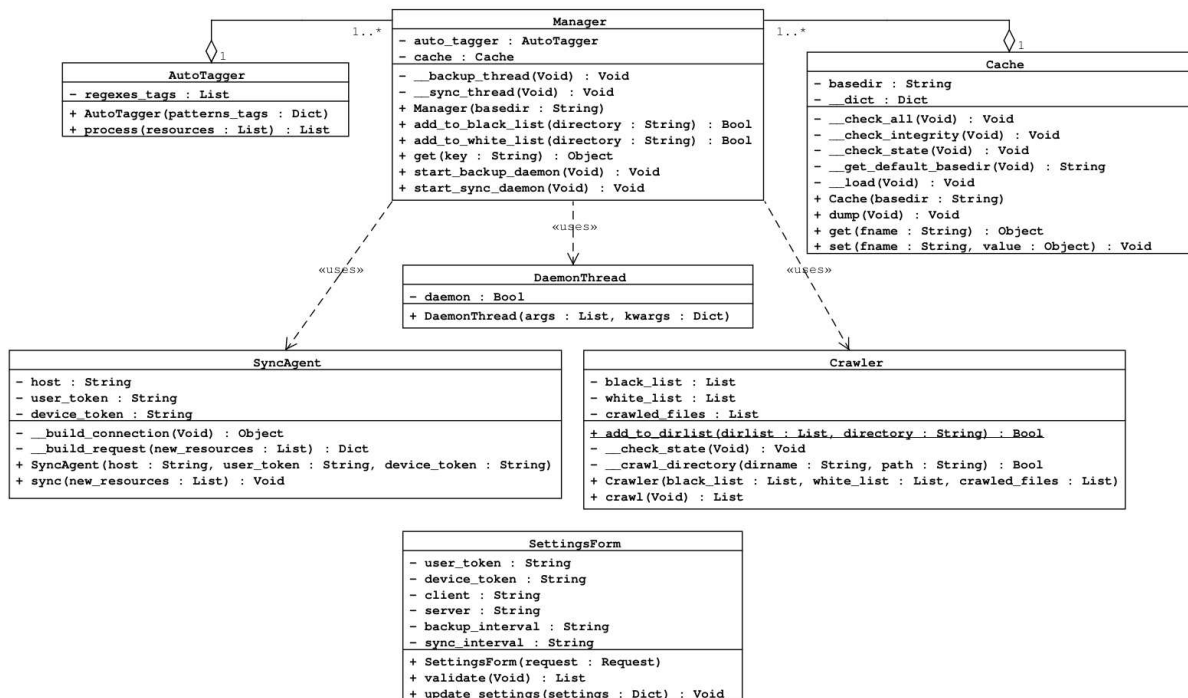 Manager
- auto_tagger : AutoTagger
- cache : Cache
- __backup_thread(Void) : Void
- __sync_thread(Void) : Void
+ Manager(basedir : String)
+ add_to_black_list(directory : String) : Bool
+ add_to_white_list(directory : String) : Bool
+ get(key : String) : Object
+ start_backup_daemon(Void) : Void
+ start_sync_daemon(Void) : Void
1..*
1
1..*
1
AutoTagger
- regexes_tags : List
+ AutoTagger(patterns_tags : Dict)
+ process(resources : List) : List
Cache
- basedir : String
- __dict : Dict
- __check_all(Void) : Void
- __check_integrity(Void) : Void
- __check_state(Void) : Void
- __get_default_basedir(Void) : String
- __load(Void) : Void
+ Cache(basedir : String)
+ dump(Void) : Void
+ get(fname : String) : Object
+ set(fname : String, value : Object) : Void
«uses»
«uses»
«uses»
DaemonThread
- daemon : Bool
+ DaemonThread(args : List, kwargs : Dict)
SyncAgent
- host : String
- user_token : String
- device_token : String
- __build_connection(Void) : Object
- __build_request(new_resources : List) : Dict
+ SyncAgent(host : String, user_token : String, device_token : String)
+ sync(new_resources : List) : Void
Crawler
- black_list : List
- white_list : List
- crawled_files : List
+ add_to_dirlist(dirlist : List, directory : String) : Bool
- __check_state(Void) : Void
- __crawl_directory(dirname : String, path : String) : Bool
+ Crawler(black_list : List, white_list : List, crawled_files : List)
+ crawl(Void) : List
SettingsForm
- user_token : String
- device_token : String
- client : String
- server : String
- backup_interval : String
- sync_interval : String
+ SettingsForm(request : Request)
+ validate(Void) : List
+ update_settings(settings : Dict) : Void